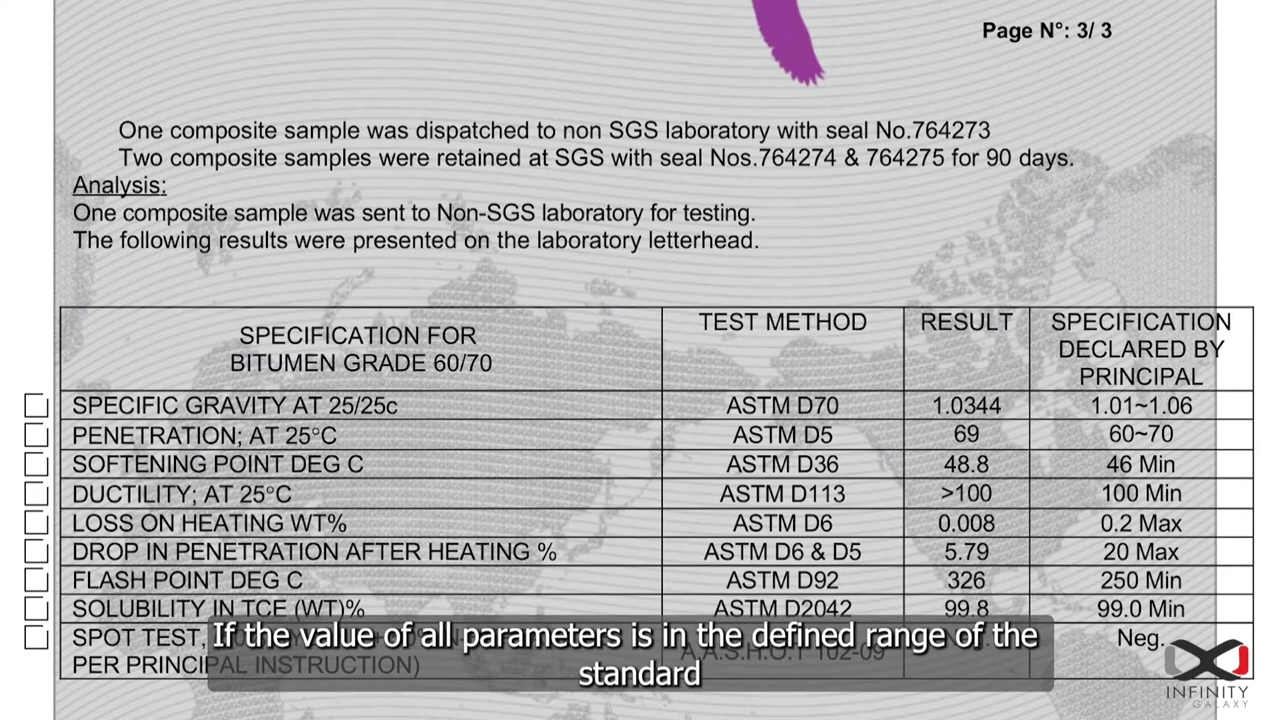 Page N°: 3/ 3
One composite sample was dispatched to non SGS laboratory with seal No.764273
Two composite samples were retained at SGS with seal Nos.764274 & 764275 for 90 days.
Analysis:
One composite sample was sent to Non-SGS laboratory for testing.
The following results were presented on the laboratory letterhead.
SPECIFICATION FOR BITUMEN GRADE 60/70 TEST METHOD RESULT SPECIFICATION DECLARED BY PRINCIPAL
SPECIFIC GRAVITY AT 25/25c ASTM D70 1.0344 1.01~1.06
PENETRATION; AT 25°C ASTM D5 69 60~70
SOFTENING POINT DEG C ASTM D36 48.8 46 Min
DUCTILITY; AT 25°C ASTM D113 >100 100 Min
LOSS ON HEATING WT% ASTM D6 0.008 0.2 Max
DROP IN PENETRATION AFTER HEATING % ASTM D6 & D5 5.79 20 Max
FLASH POINT DEG C ASTM D92 326 250 Min
SOLUBILITY IN TCE (WT)% ASTM D2042 99.8 99.0 Min
SPOT TEST, Neg.
PER PRINCIPAL INSTRUCTION) A.A.S.H.O.T 102-09
If the value of all parameters is in the defined range of the
standard
INFINITY
GALAXY